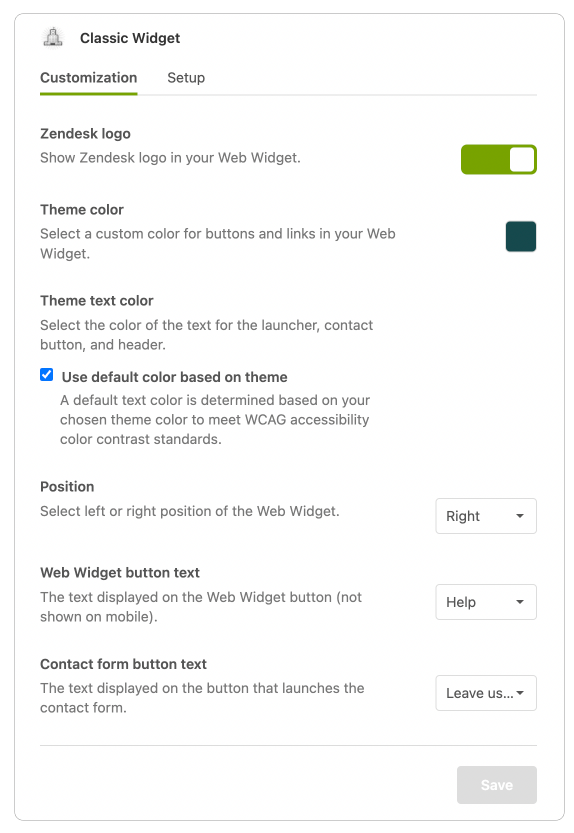 Classic Widget
Customization
Setup
Zendesk logo
Show Zendesk logo in your Web Widget.
Theme color
Select a custom color for buttons and links in your Web
Widget.
Theme text color
Select the color of the text for the launcher, contact
button, and header.
Use default color based on theme
A default text color is determined based on your
chosen theme color to meet WCAG accessibility
color contrast standards.
Position
Select left or right position of the Web Widget.
Right
Web Widget button text
The text displayed on the Web Widget button (not
shown on mobile).
Help
Contact form button text
The text displayed on the button that launches the
contact form.
Leave us...
Save